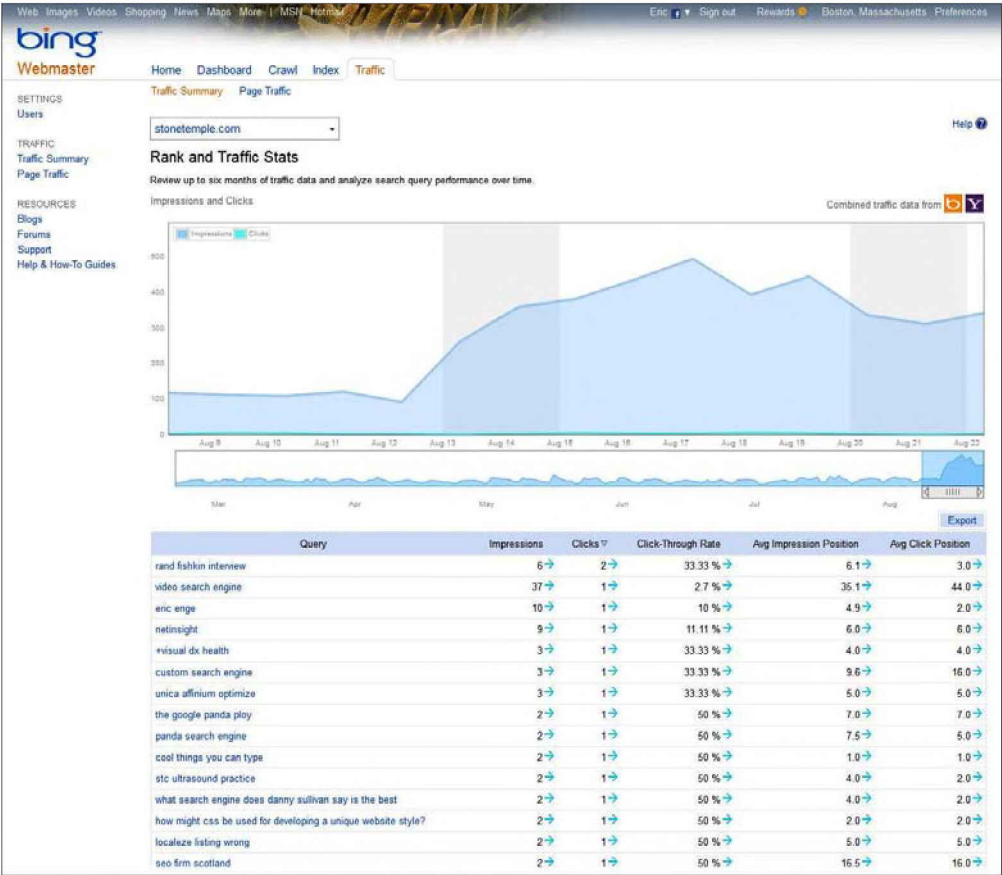 Web Images Videos Shopping News Maps More | MSN Hotmail Eric Sign out Rewards Boston, Massachusetts Preferences
bing
Webmaster
Home Dashboard Crawl Index Traffic
Traffic Summary Page Traffic
SETTINGS
Users
TRAFFIC
Traffic Summary
Page Traffic
RESOURCES
Blogs
Forums
Support
Help & How-To Guides
stonetemple.com
Help ?
Rank and Traffic Stats
Review up to six months of traffic data and analyze search query performance over time.
Impressions and Clicks
Combined traffic data from b Y
Impressions Clicks
500
400
300
200
100
0
Aug 9 Aug 10 Aug 11 Aug 12 Aug 13 Aug 14 Aug 15 Aug 16 Aug 17 Aug 18 Aug 19 Aug 20 Aug 21 Aug 22
Mar Apr May Jun Jul Aug
Export
Query Impressions Clicks Click-Through Rate Avg Impression Position Avg Click Position
rand fishkin interview 6 2 33.33 % 6.1 3.0
video search engine 37 1 2.7 % 35.1 44.0
eric enge 10 1 10 % 4.9 2.0
netinsight 9 1 11.11 % 6.0 6.0
+visual dx health 3 1 33.33 % 4.0 4.0
custom search engine 3 1 33.33 % 9.6 16.0
unica affinium optimize 3 1 33.33 % 5.0 5.0
the google panda ploy 2 1 50 % 7.0 7.0
panda search engine 2 1 50 % 7.5 5.0
cool things you can type 2 1 50 % 1.0 1.0
stc ultrasound practice 2 1 50 % 4.0 2.0
what search engine does danny sullivan say is the best 2 1 50 % 4.0 2.0
how might css be used for developing a unique website style? 2 1 50 % 2.0 2.0
localeze listing wrong 2 1 50 % 5.0 5.0
seo firm scotland 2 1 50 % 16.5 16.0